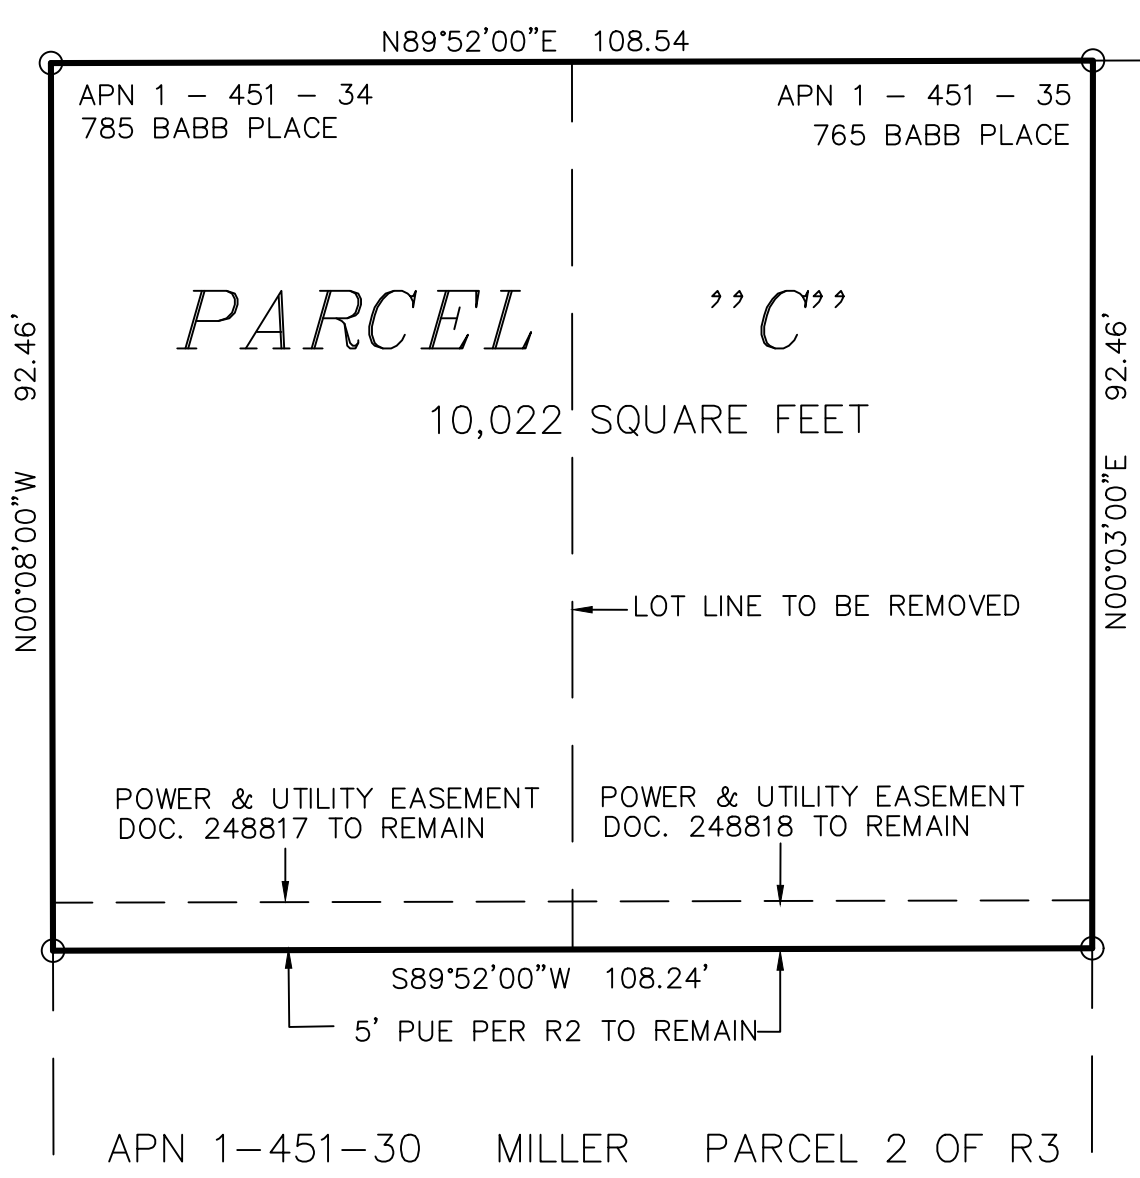 N89°52'00"E 108.54
APN 1 - 451 - 34
785 BABB PLACE
APN 1 - 451 - 35
765 BABB PLACE
PARCEL "C"
10,022 SQUARE FEET
N00°08'00"W 92.46'
N00°03'00"E 92.46'
LOT LINE TO BE REMOVED
POWER & UTILITY EASEMENT
DOC. 248817 TO REMAIN
POWER & UTILITY EASEMENT
DOC. 248818 TO REMAIN
S89°52'00"W 108.24'
5' PUE PER R2 TO REMAIN
APN 1-451-30 MILLER PARCEL 2 OF R3